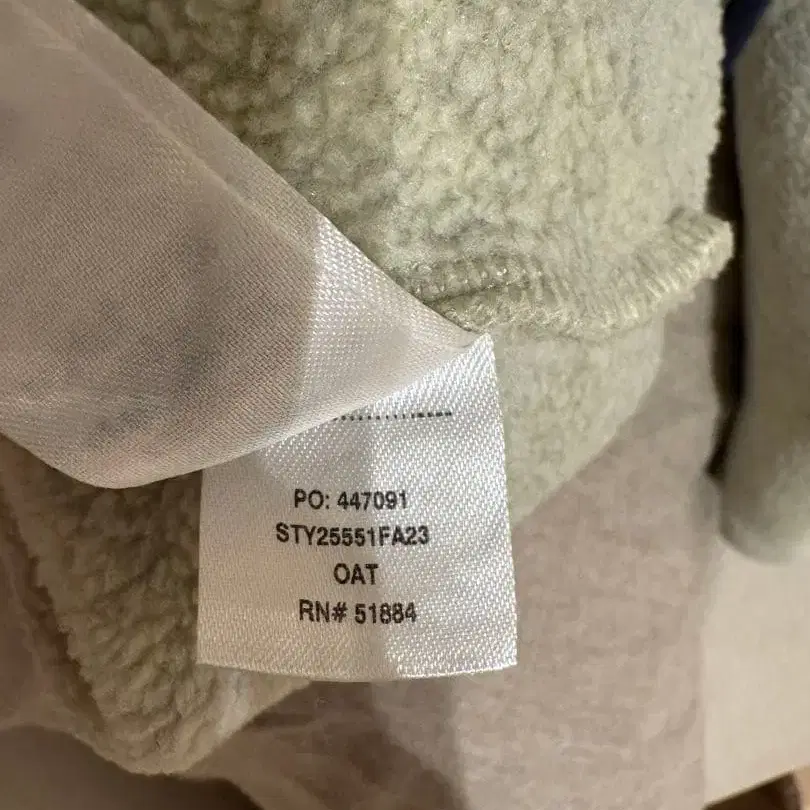 PO: 447091
STY25551FA23
OAT
RN# 51884